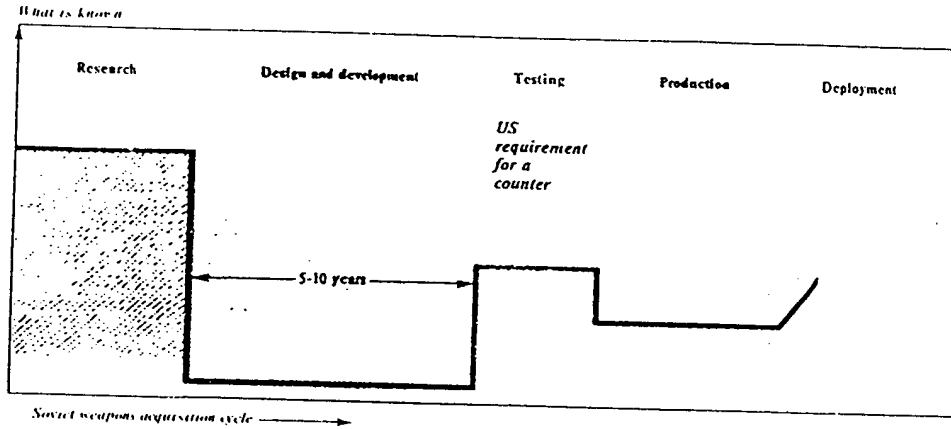 What is known
Research
Design and development
Testing
Production
Deployment
US
requirement
for a
counter
5-10 years
Soviet weapons acquisition cycle